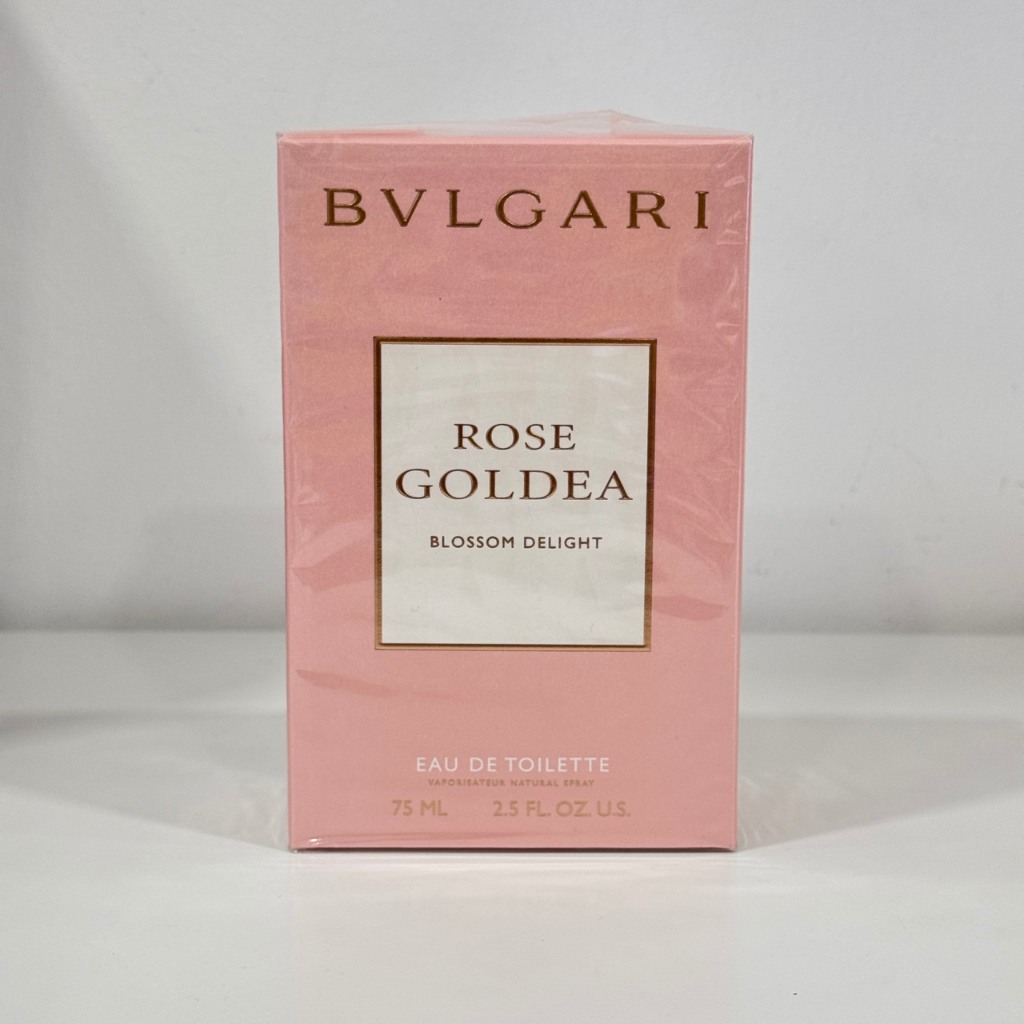 BVLGARI
ROSE
GOLDEA
BLOSSOM DELIGHT
EAU DE TOILETTE
VAPORISATEUR NATURAL SPRAY
75 ML 2.5 FL. OZ. U.S.